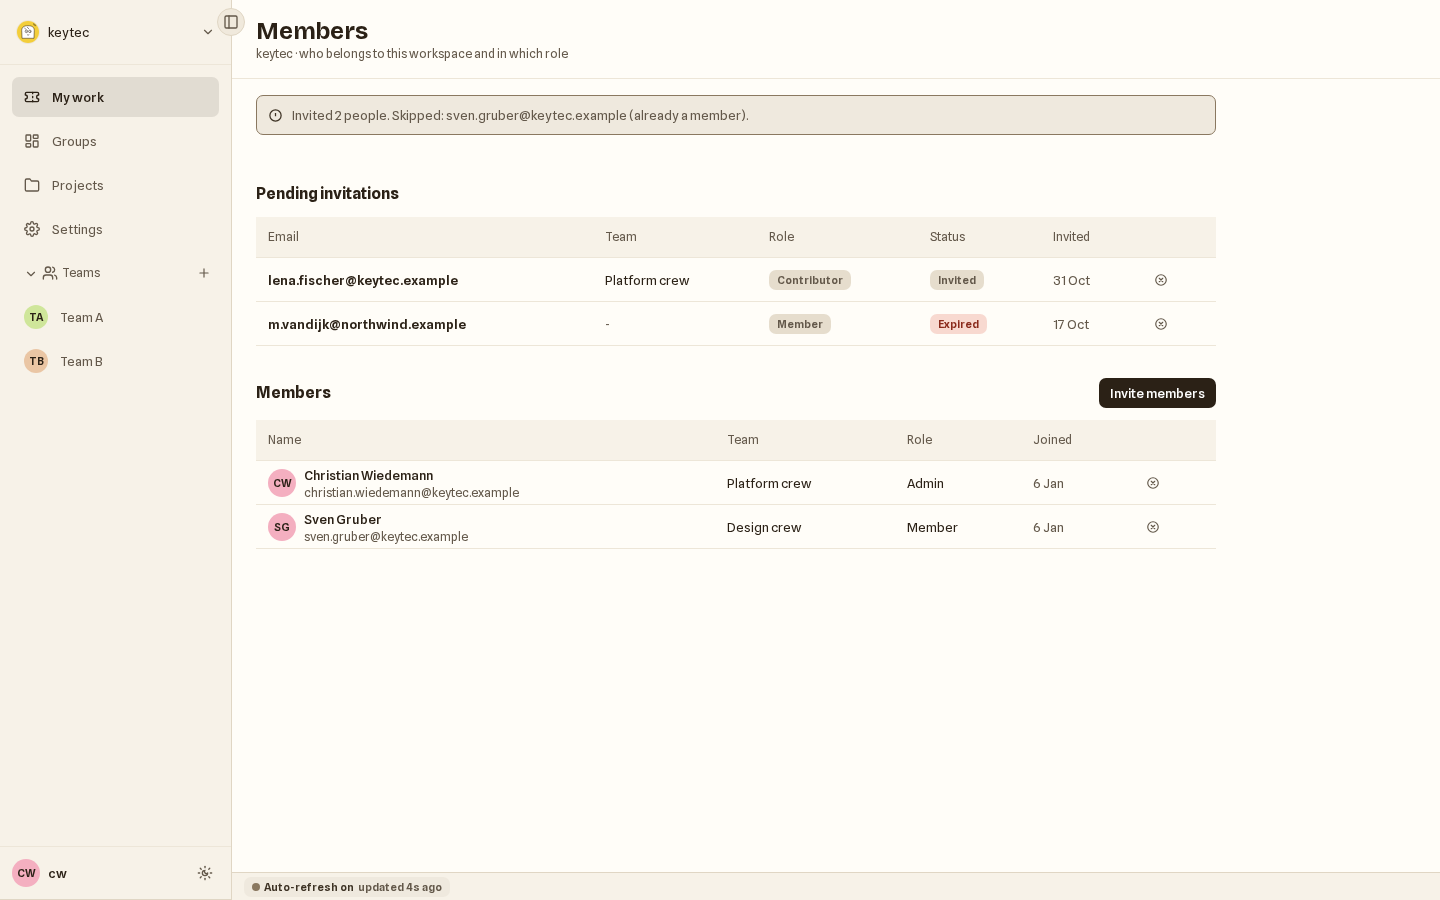 keytec
My work
Groups
Projects
Settings
Teams
TA Team A
TB Team B
CW cw
Members
keytec · who belongs to this workspace and in which role
Invited 2 people. Skipped: sven.gruber@keytec.example (already a member).
Pending invitations
Email Team Role Status Invited
lena.fischer@keytec.example Platform crew Contributor Invited 31 Oct
m.vandijk@northwind.example - Member Expired 17 Oct
Members Invite members
Name Team Role Joined
CW Christian Wiedemann Platform crew Admin 6 Jan
christian.wiedemann@keytec.example
SG Sven Gruber Design crew Member 6 Jan
sven.gruber@keytec.example
Auto-refresh on updated 4s ago